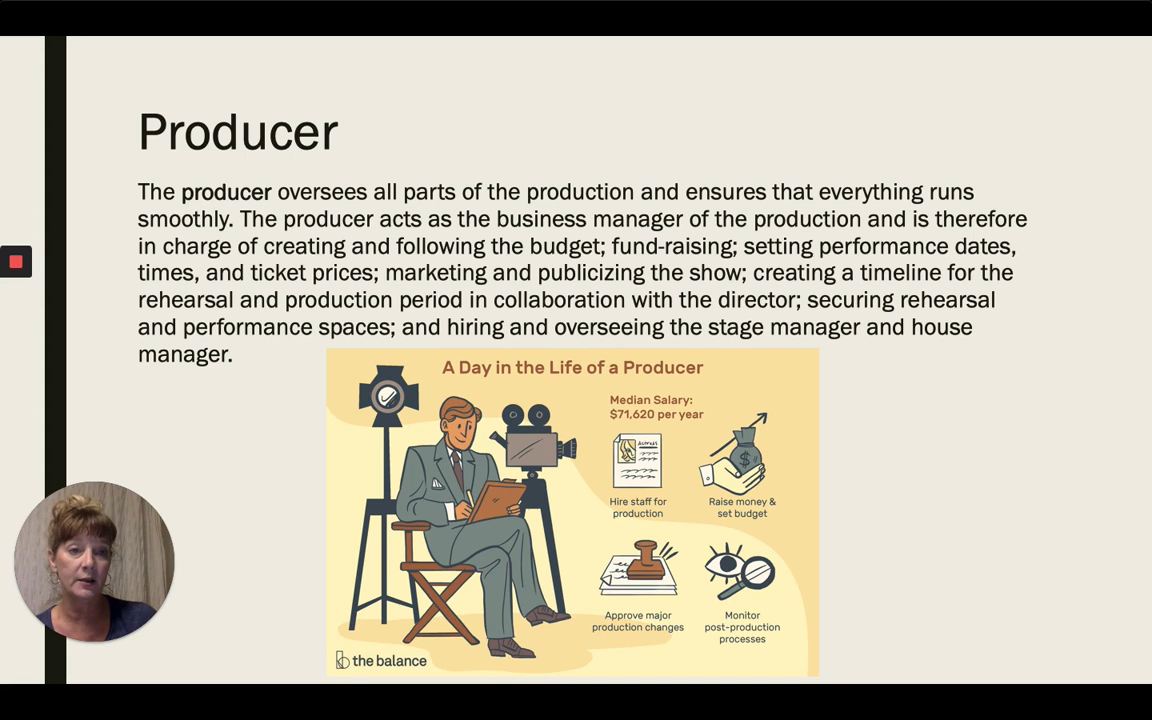 Producer
The producer oversees all parts of the production and ensures that everything runs
smoothly. The producer acts as the business manager of the production and is therefore
in charge of creating and following the budget; fund-raising; setting performance dates,
times, and ticket prices; marketing and publicizing the show; creating a timeline for the
rehearsal and production period in collaboration with the director; securing rehearsal
and performance spaces; and hiring and overseeing the stage manager and house
manager.
A Day in the Life of a Producer
Median Salary:
$71,620 per year
Hire staff for
production
Raise money &
set budget
Approve major
production changes
Monitor
post-production
processes
the balance